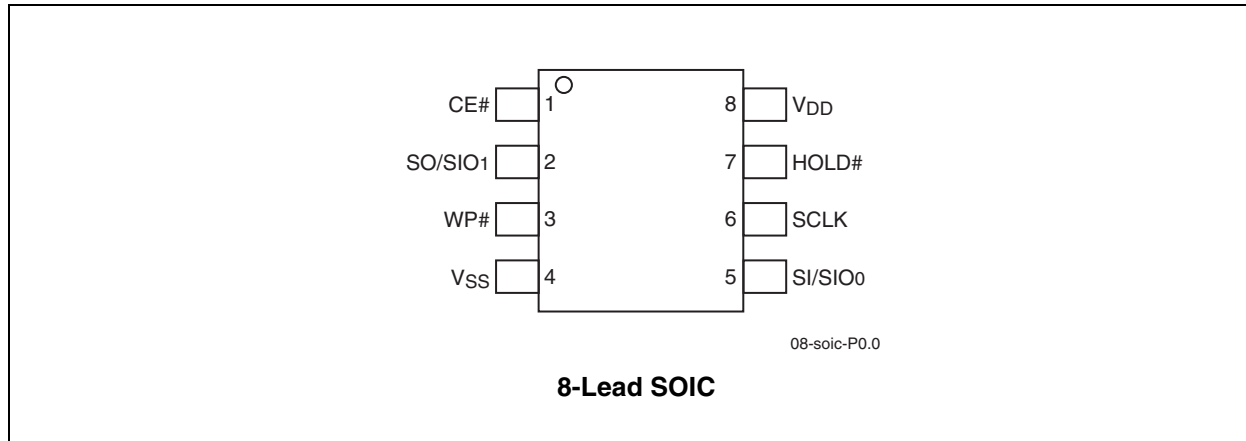 CE# 1 8 VDD
SO/SIO1 2 7 HOLD#
WP# 3 6 SCLK
VSS 4 5 SI/SIO0
08-soic-P0.0
8-Lead SOIC